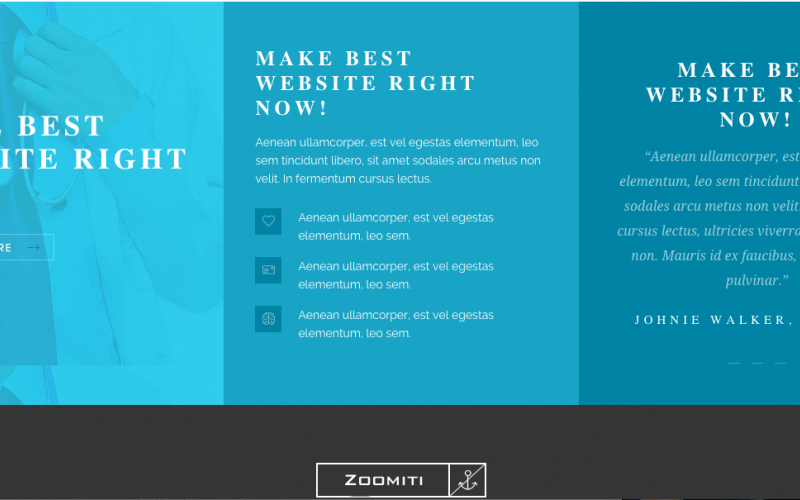 BEST
SITE RIGHT
MAKE BEST
WEBSITE RIGHT
NOW!
Aenean ullamcorper, est vel egestas elementum, leo
sem tincidunt libero, sit amet sodales arcu metus non
velit. In fermentum cursus lectus.
Aenean ullamcorper, est vel egestas
elementum, leo sem.
Aenean ullamcorper, est vel egestas
elementum, leo sem.
Aenean ullamcorper, est vel egestas
elementum, leo sem.
MAKE BE
WEBSITE RI
NOW!
“Aenean ullamcorper, est
elementum, leo sem tincidunt
sodales arcu metus non velit.
cursus lectus, ultricies viverra
non. Mauris id ex faucibus,
pulvinar.”
JOHNIE WALKER,
ZOOMITI